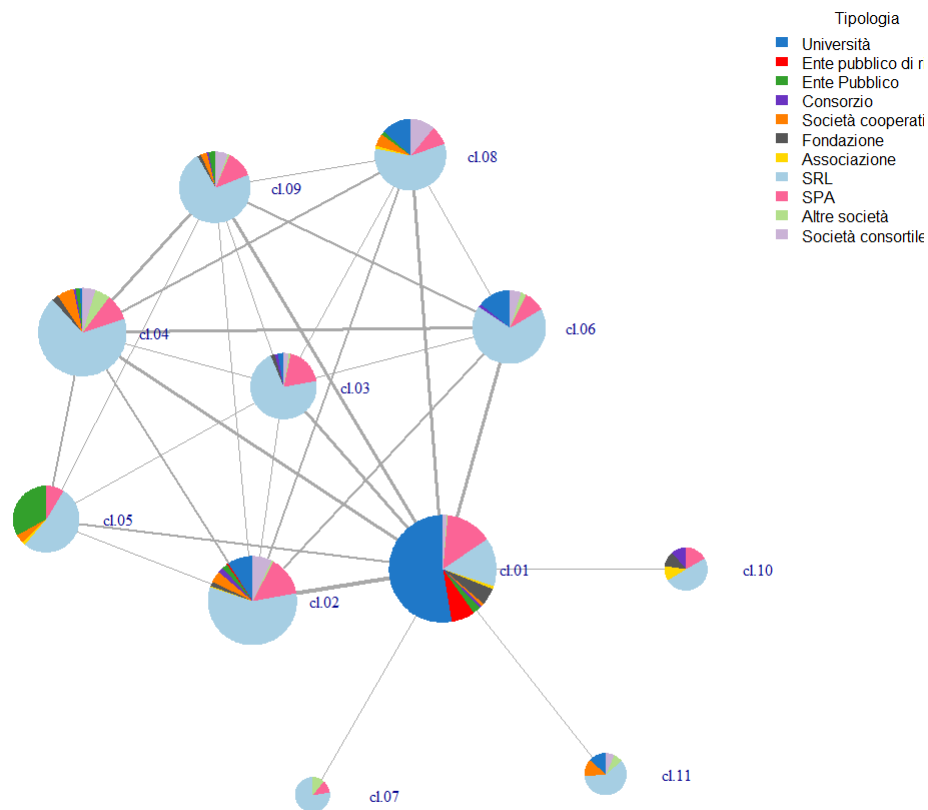 Tipologia
Università
Ente pubblico di r
Ente Pubblico
Consorzio
Società cooperati
Fondazione
Associazione
SRL
SPA
Altre società
Società consortile
cl.08
cl.09
cl.06
cl.04
cl.03
cl.05
cl.01
cl.10
cl.02
cl.11
cl.07